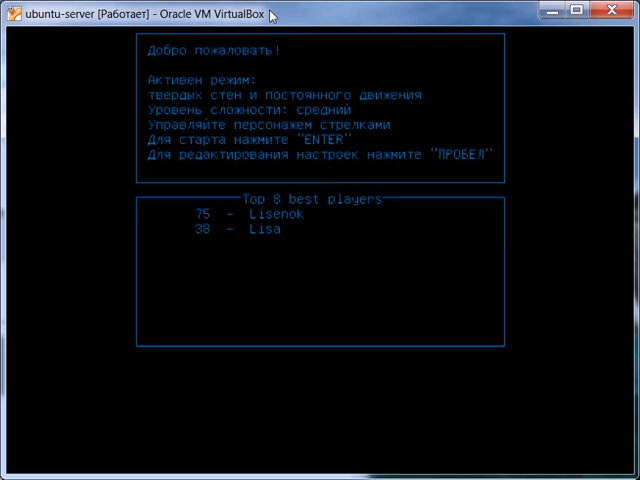 ubuntu-server [Работает] - Oracle VM VirtualBox
Добро пожаловать!
Активен режим:
твердых стен и постоянного движения
Уровень сложности: средний
Управляйте персонажем стрелками
Для старта нажмите "ENTER"
Для редактирования настроек нажмите "ПРОБЕЛ"
Top 8 best players
75 - Lisenok
38 - Lisa